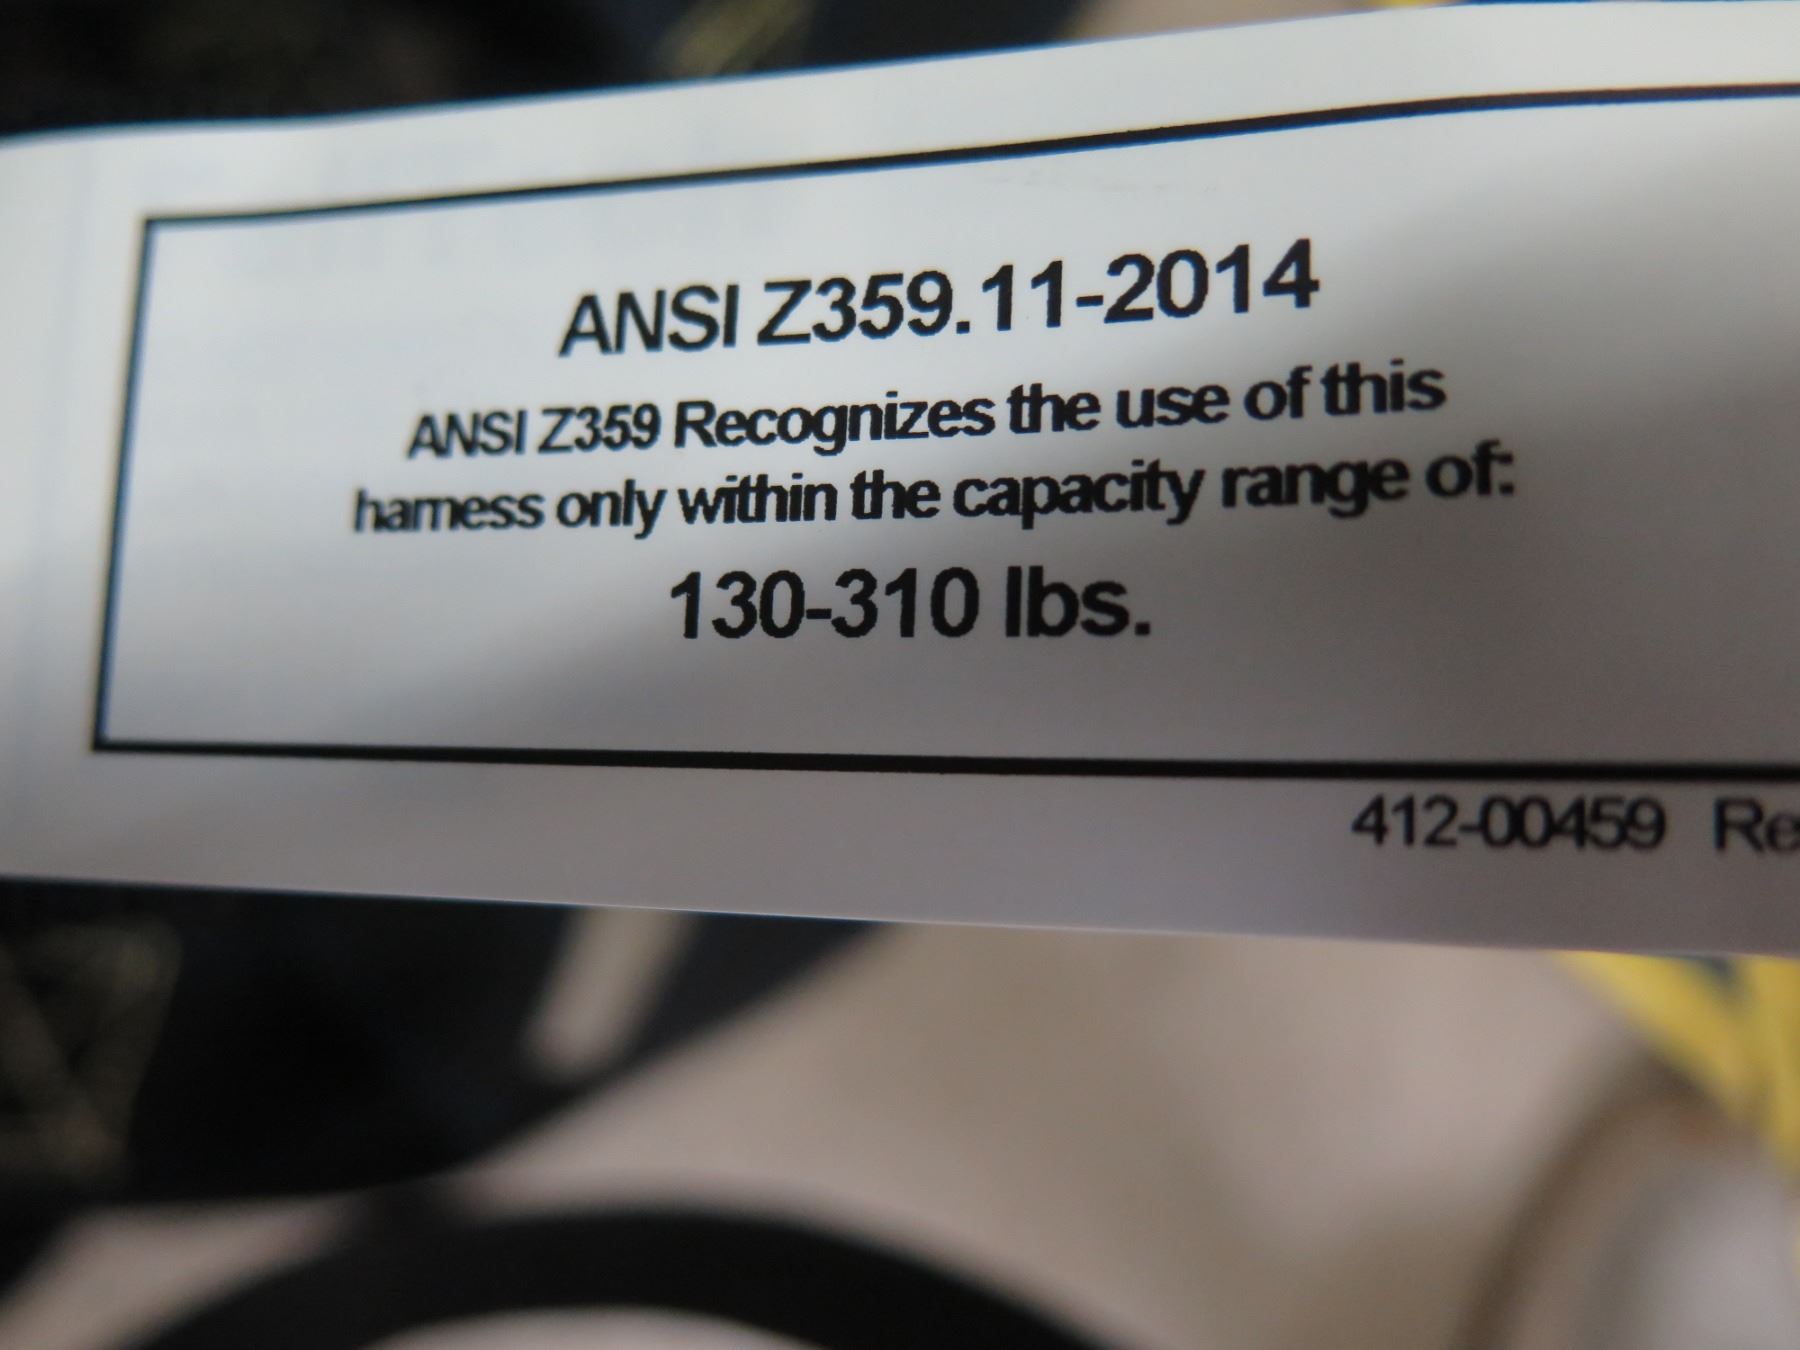 ANSI Z359.11-2014
ANSI Z359 Recognizes the use of this
harness only within the capacity range of:
130-310 lbs.
412-00459 Re